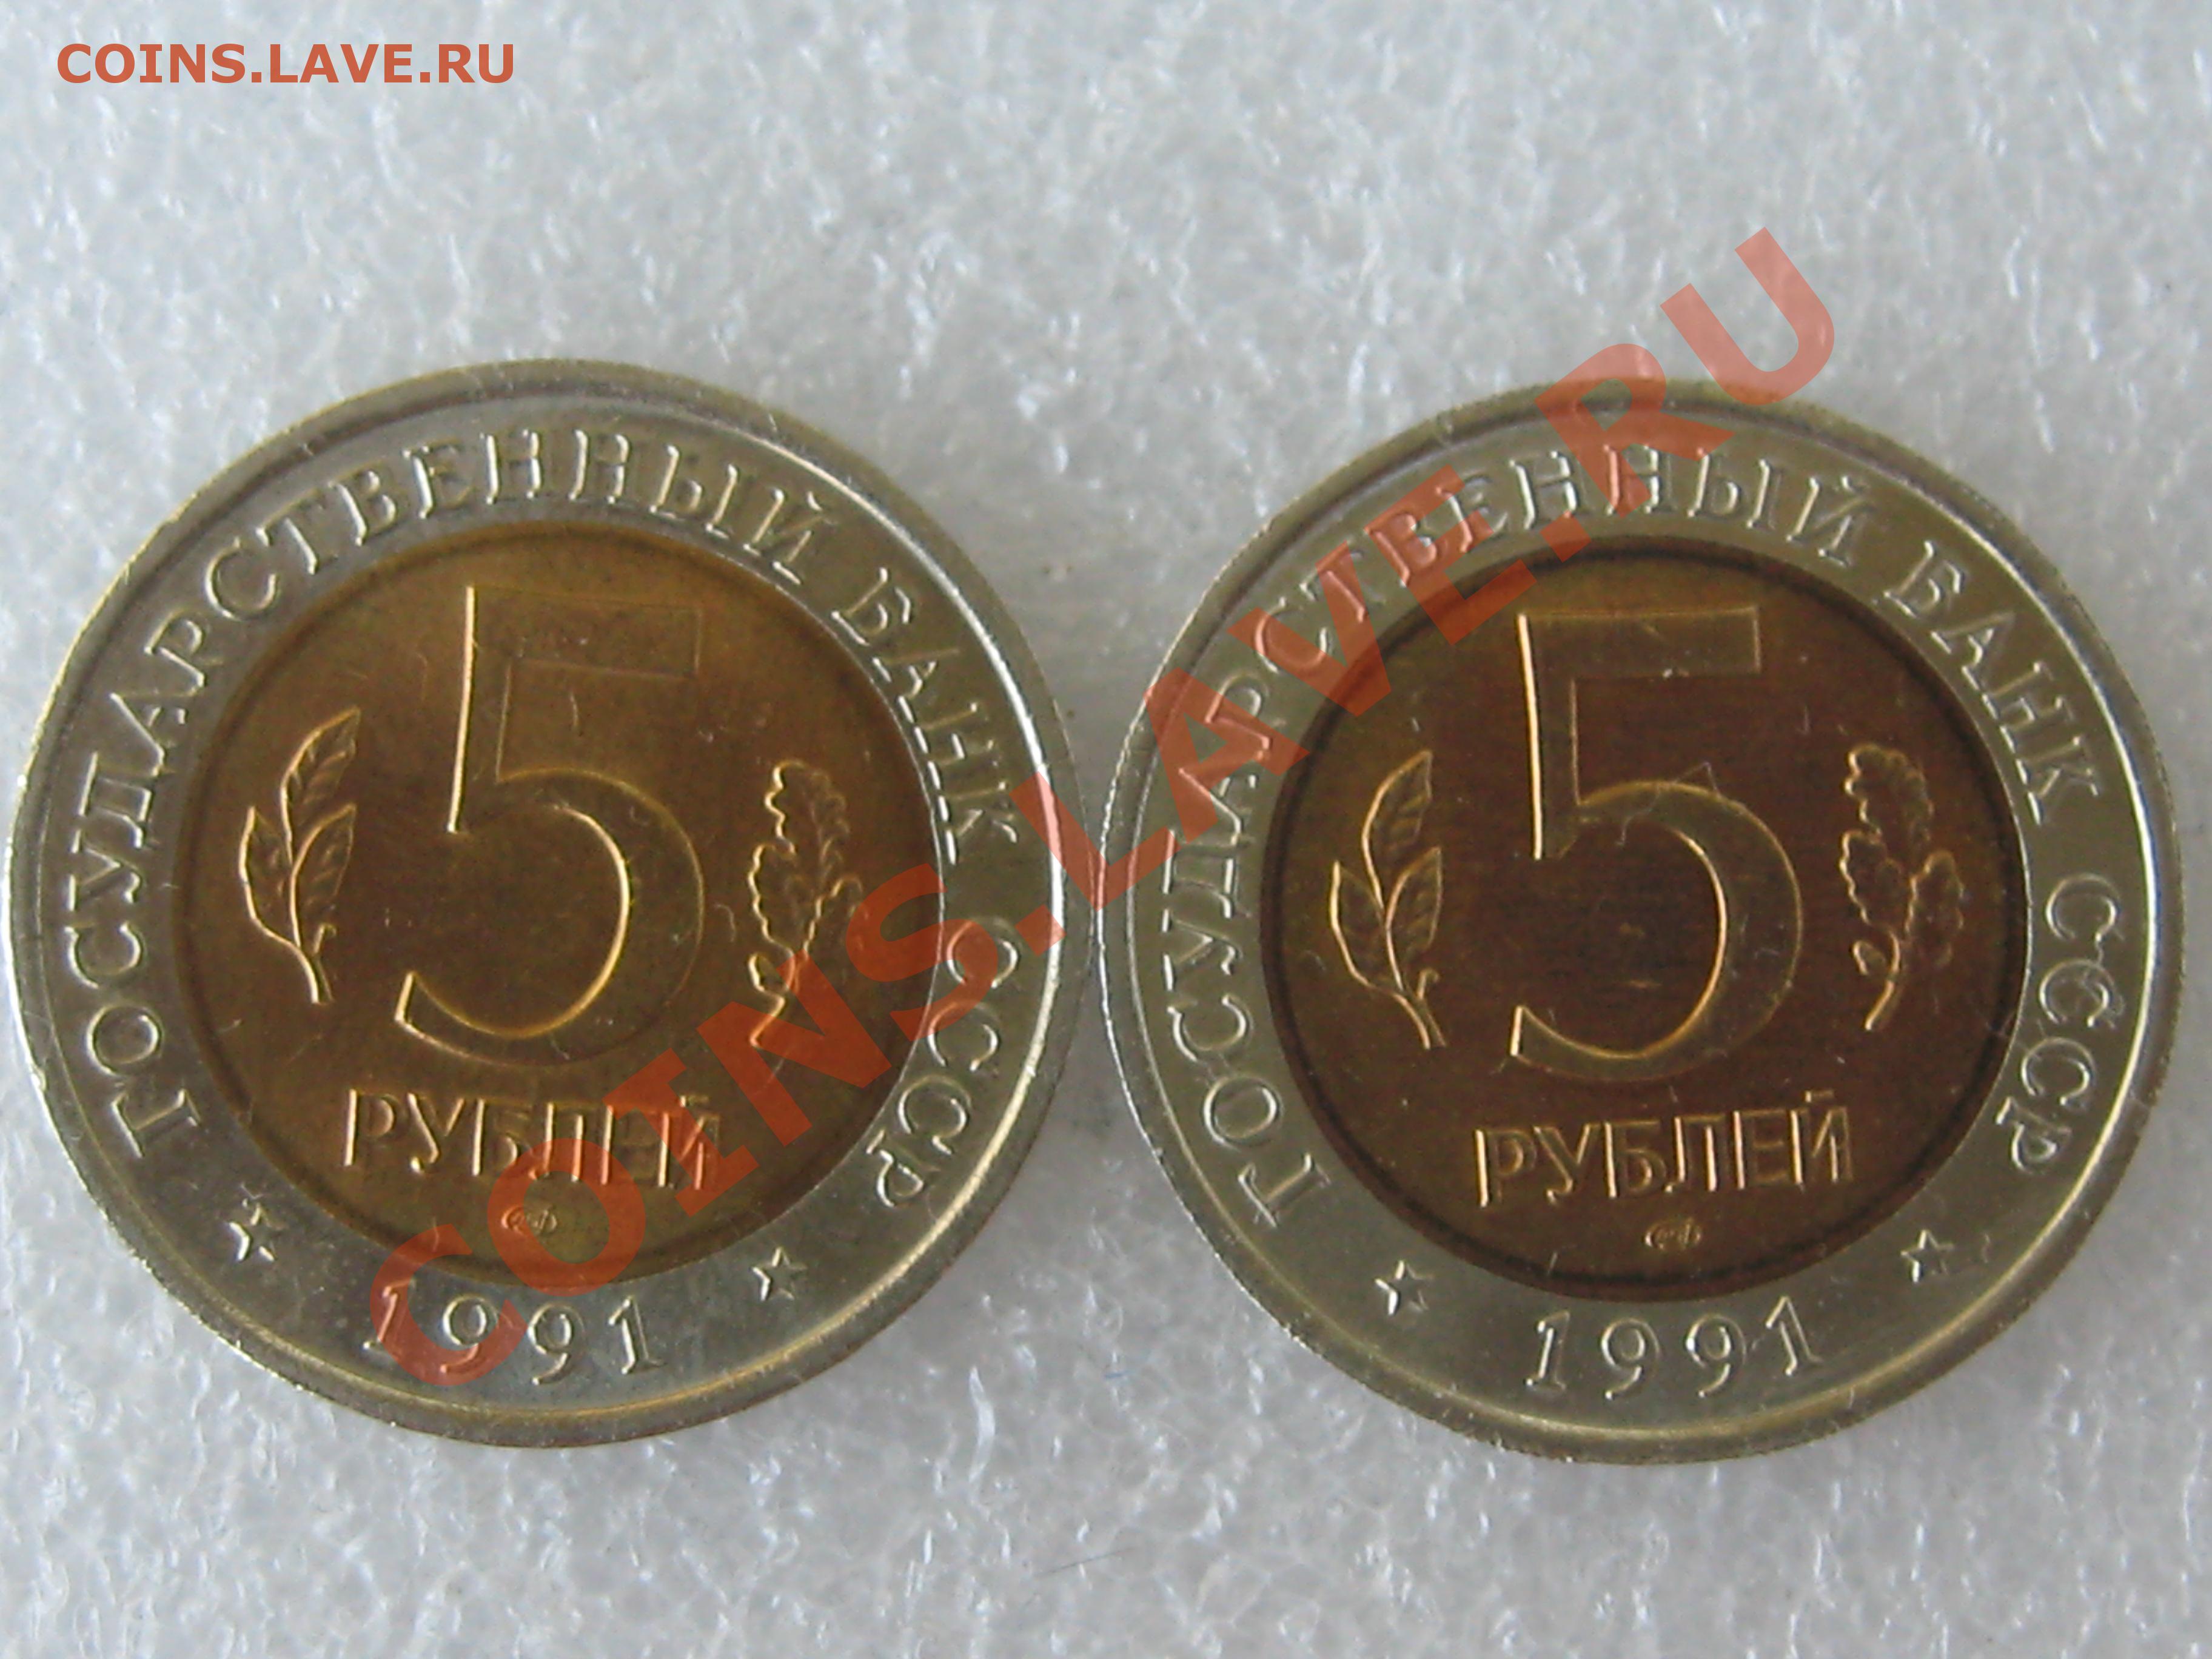 COINS.LAVE.RU
ГОСУДАРСТВЕННЫЙ БАНК СССР
5
РУБЛЕЙ
1991
ГОСУДАРСТВЕННЫЙ БАНК СССР
5
РУБЛЕЙ
1991
COINS.LAVE.RU